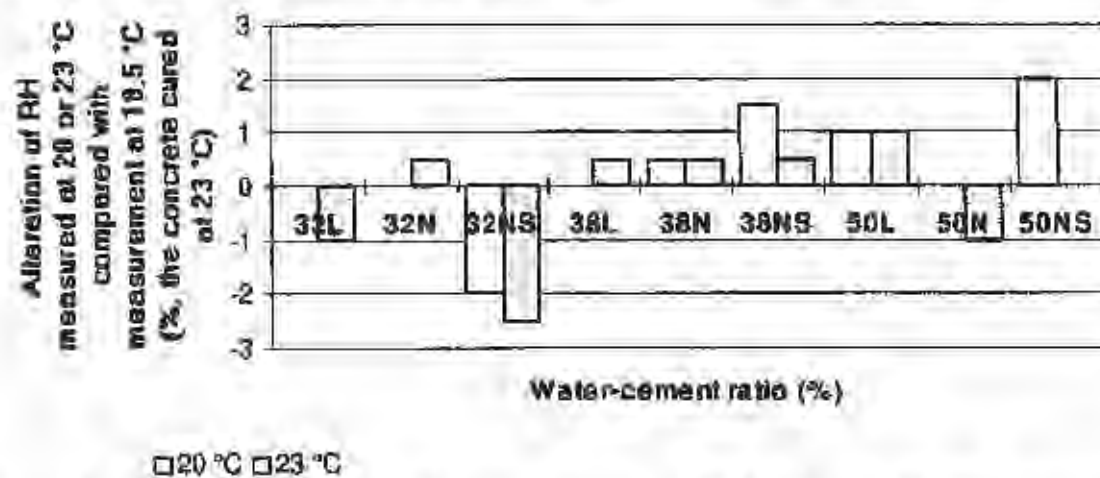 Alteration of RH
measured at 20 or 23 °C
compared with
measurement at 18.5 °C
(%, the concrete cured
at 23 °C)
3
2
1
0
-1
-2
-3
32L 32N 32NS 38L 38N 38NS 50L 50N 50NS
Water-cement ratio (%)
20 °C 23 °C